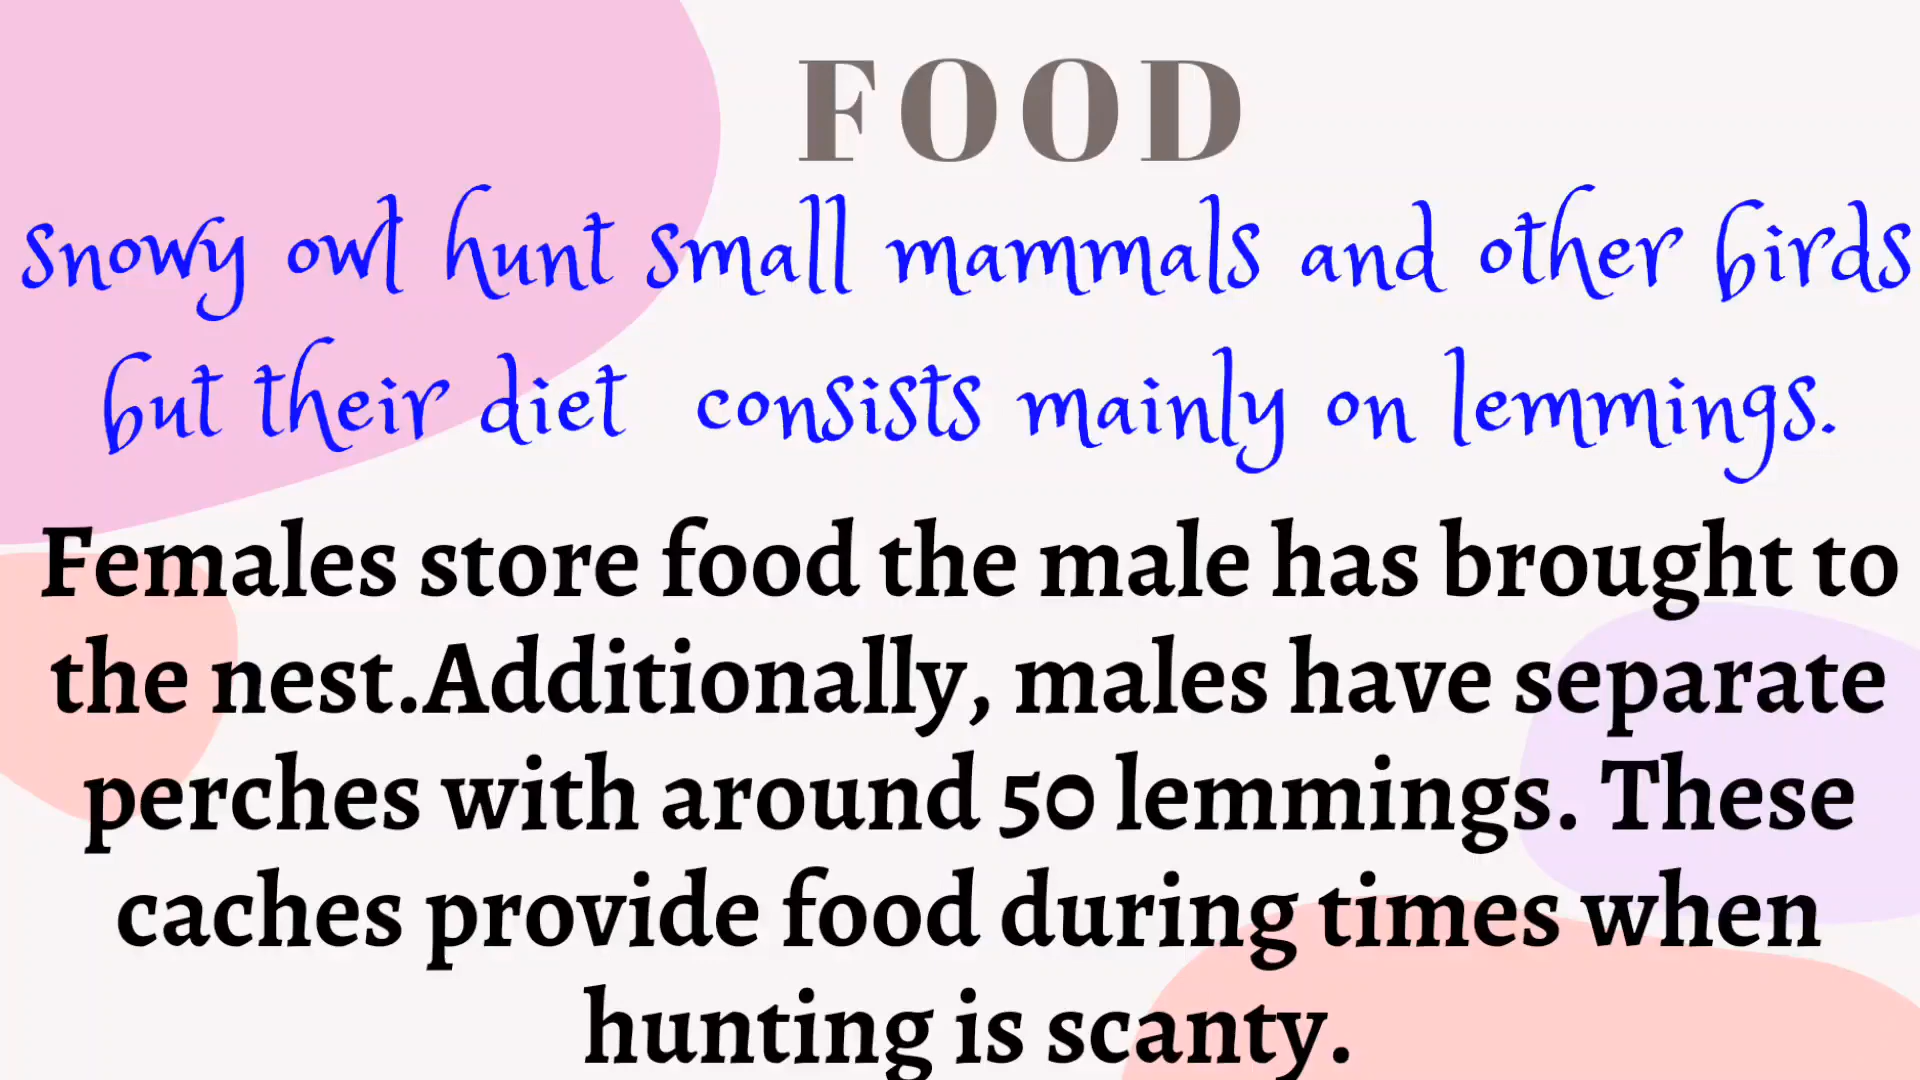 FOOD
snowy owl hunt small mammals and other birds
but their diet consists mainly on lemmings.
Females store food the male has brought to
the nest.Additionally, males have separate
perches with around 50 lemmings. These
caches provide food during times when
hunting is scanty.